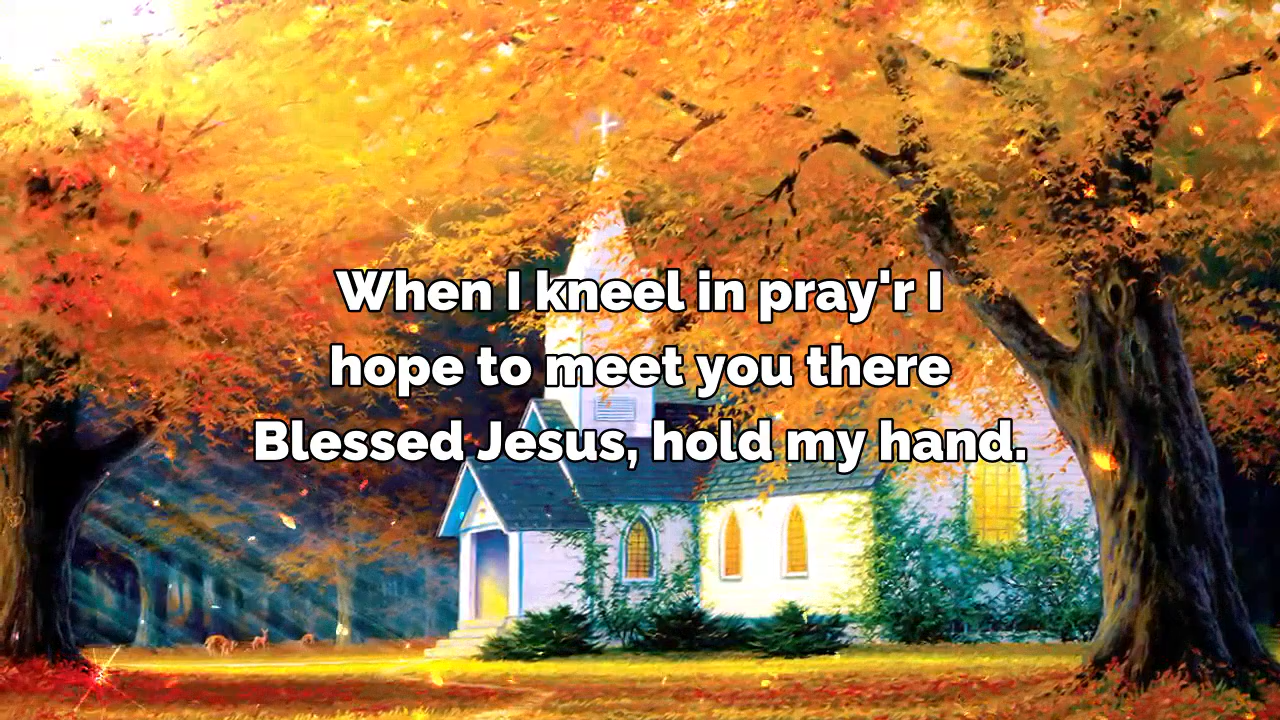 When I kneel in pray'r I
hope to meet you there
Blessed Jesus, hold my hand.